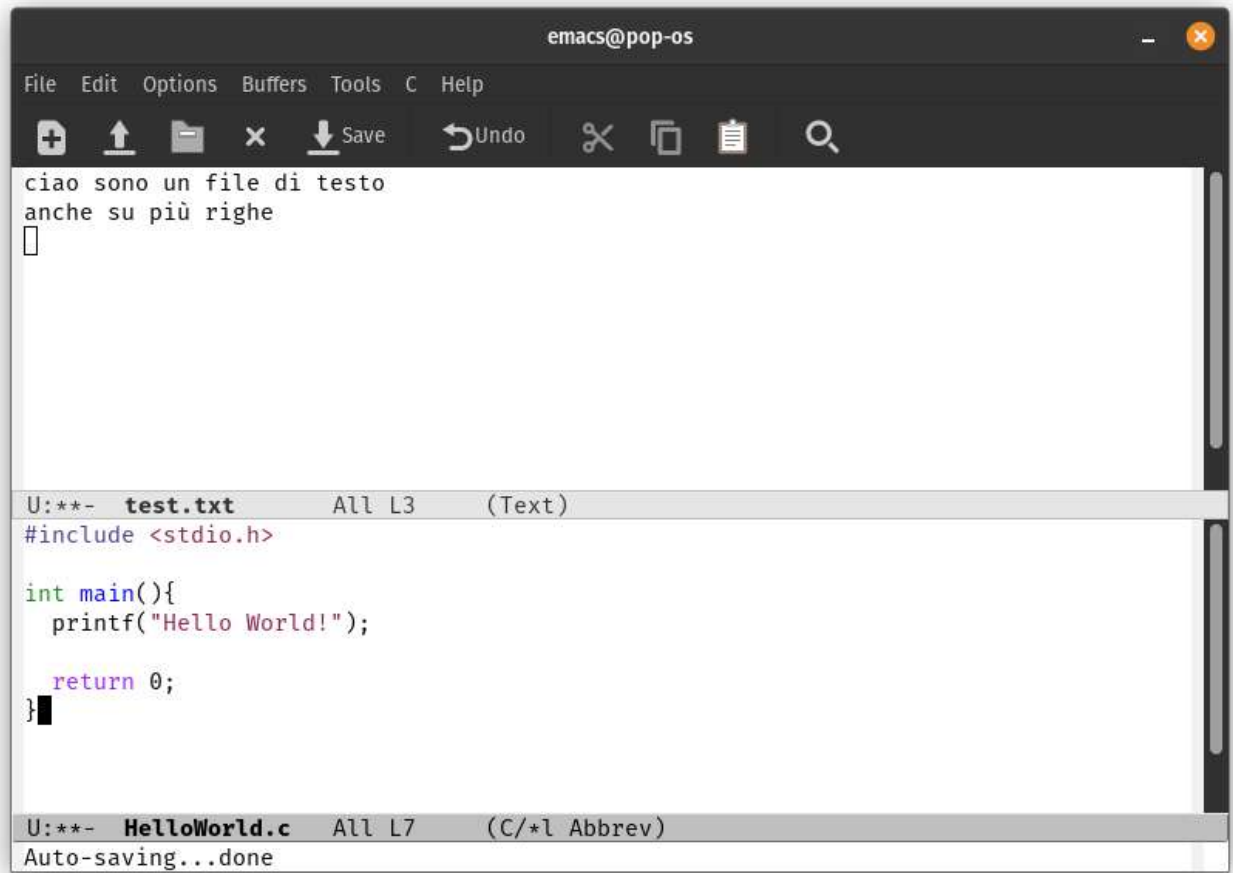 emacs@pop-os
File Edit Options Buffers Tools C Help
Save Undo
ciao sono un file di testo
anche su più righe
U:**- test.txt All L3 (Text)
#include <stdio.h>
int main(){
  printf("Hello World!");
  return 0;
}
U:**- HelloWorld.c All L7 (C/*l Abbrev)
Auto-saving...done